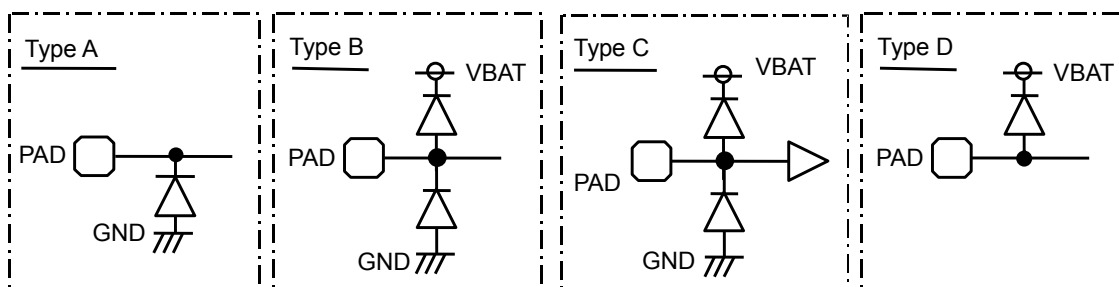 Type A
PAD
GND
Type B
VBAT
PAD
GND
Type C
VBAT
PAD
GND
Type D
VBAT
PAD